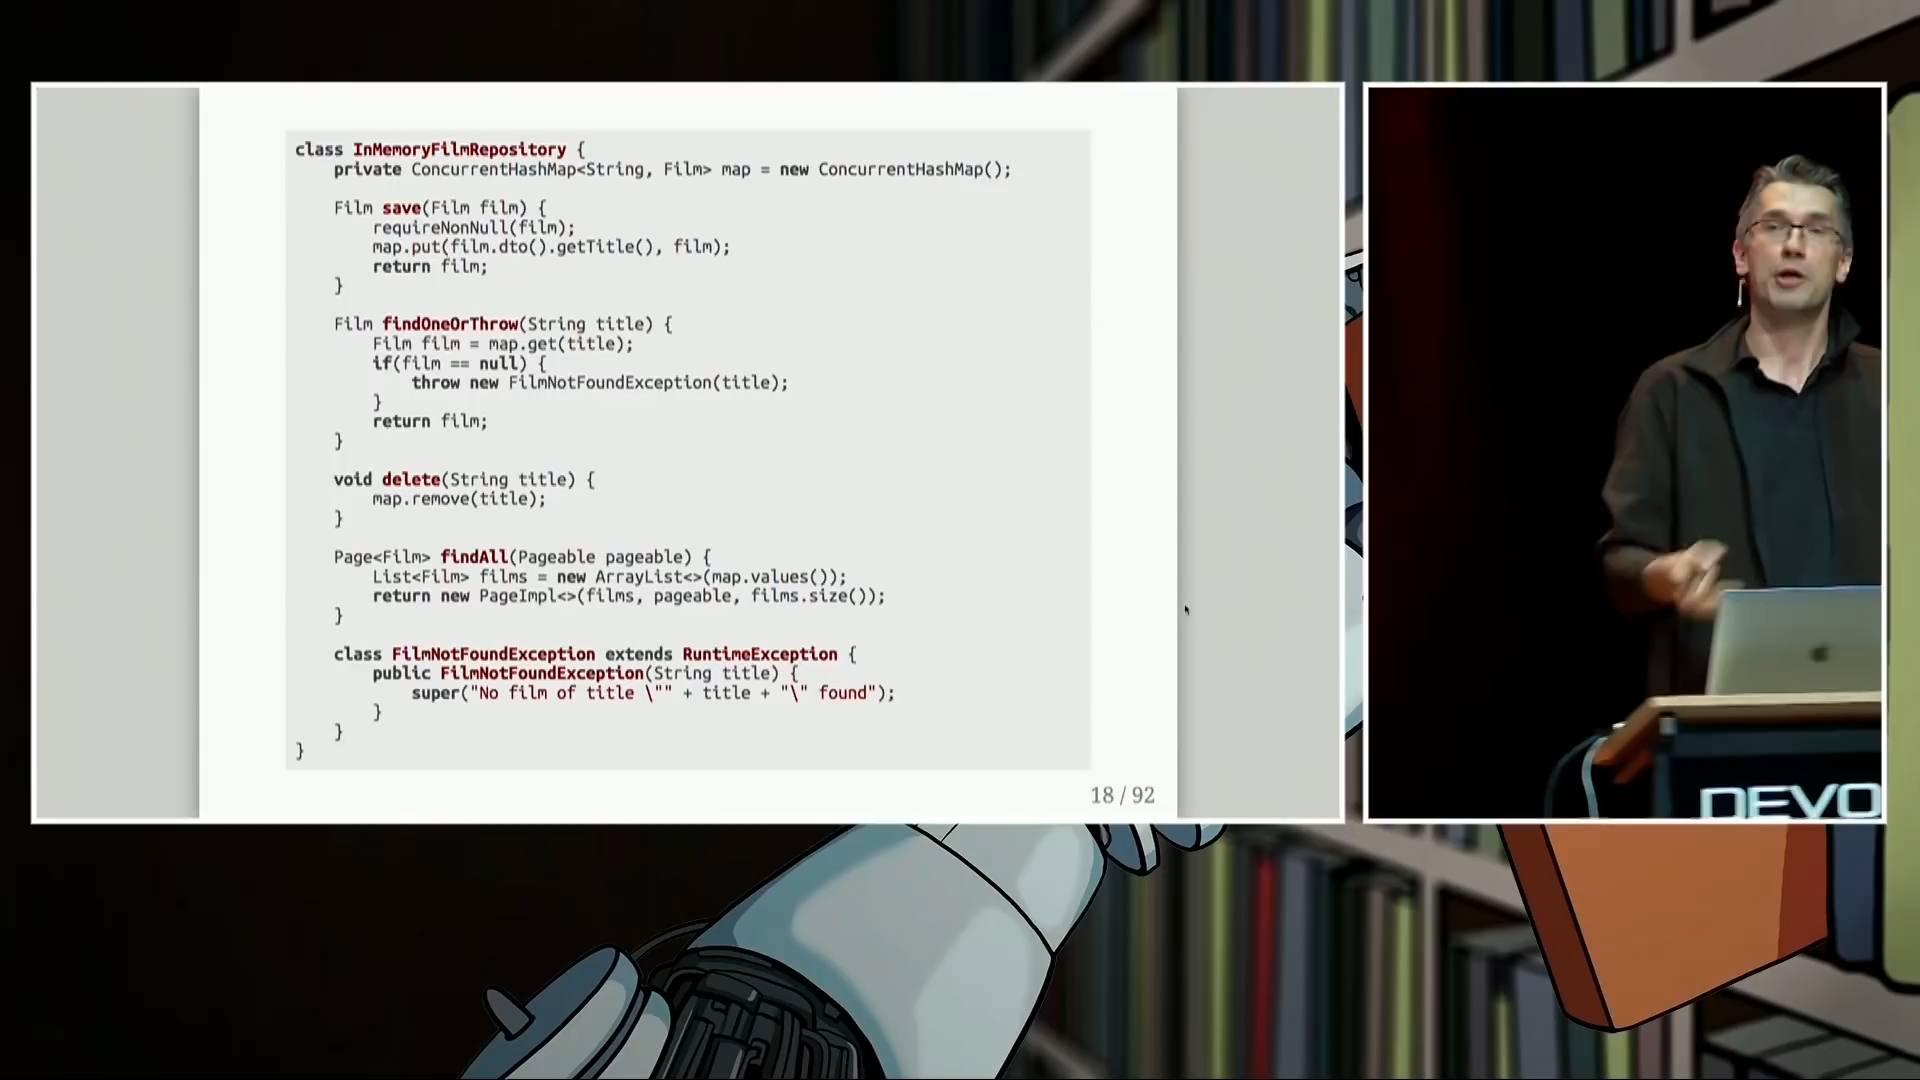 class InMemoryFilmRepository {
    private ConcurrentHashMap<String, Film> map = new ConcurrentHashMap();
    Film save(Film film) {
        requireNonNull(film);
        map.put(film.dto().getTitle(), film);
        return film;
    }
    Film findOneOrThrow(String title) {
        Film film = map.get(title);
        if(film == null) {
            throw new FilmNotFoundException(title);
        }
        return film;
    }
    void delete(String title) {
        map.remove(title);
    }
    Page<Film> findAll(Pageable pageable) {
        List<Film> films = new ArrayList<>(map.values());
        return new PageImpl<>(films, pageable, films.size());
    }
    class FilmNotFoundException extends RuntimeException {
        public FilmNotFoundException(String title) {
            super("No film of title \"" + title + "\" found");
        }
    }
}
18 / 92
DEVO